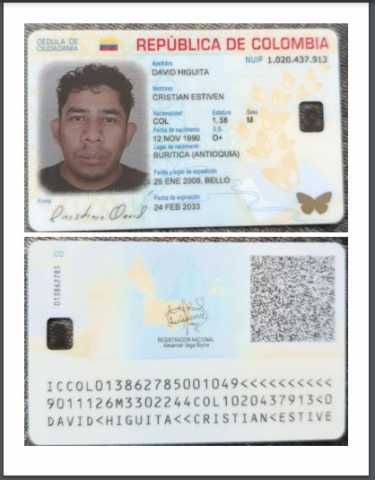 CÉDULA DE
CIUDADANÍA
REPÚBLICA DE COLOMBIA
NUIP 1.020.437.913
Apellidos
DAVID HIGUITA
Nombres
CRISTIAN ESTIVEN
Nacionalidad Estatura Sexo
COL 1,38 M
Fecha de nacimiento G.S.
12 NOV 1990 O+
Lugar de nacimiento
BURITICA (ANTIOQUIA)
Fecha y lugar de expedición
26 ENE 2009, BELLO
Fecha de expiración
24 FEB 2033
Firma
013862785
REGISTRADOR NACIONAL
Alexander Vega Rocha
ICCOL013862785001049<<<<<<<<<<
9011126M3302244COL1020437913<0
DAVID<HIGUITA<<CRISTIAN<ESTIVE